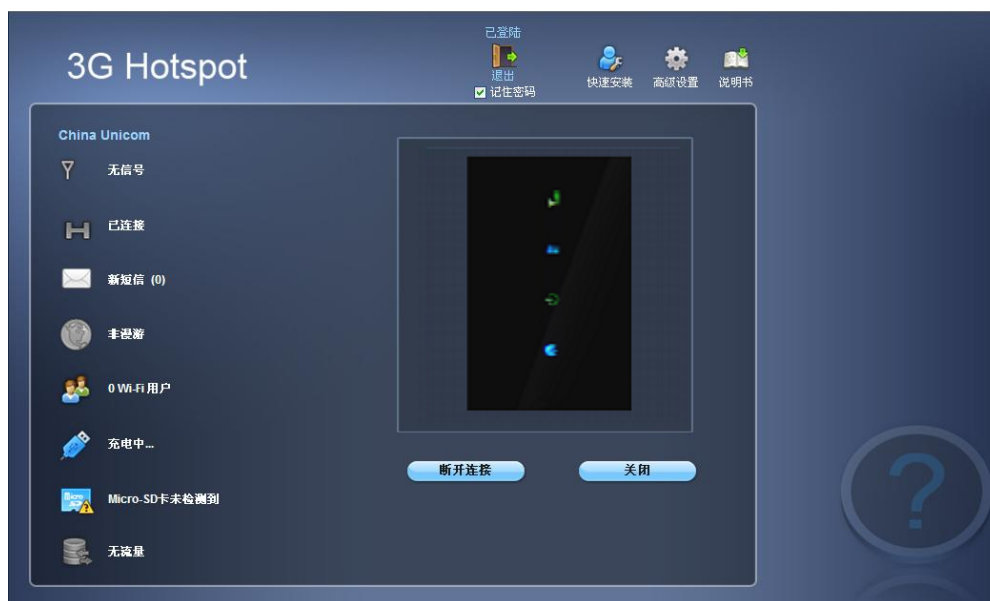 3G Hotspot
已登陆
退出
记住密码
快速安装
高级设置
说明书
China Unicom
无信号
已连接
新短信 (0)
非漫游
0 Wi-Fi 用户
充电中...
Micro-SD卡未检测到
无流量
断开连接
关闭
?